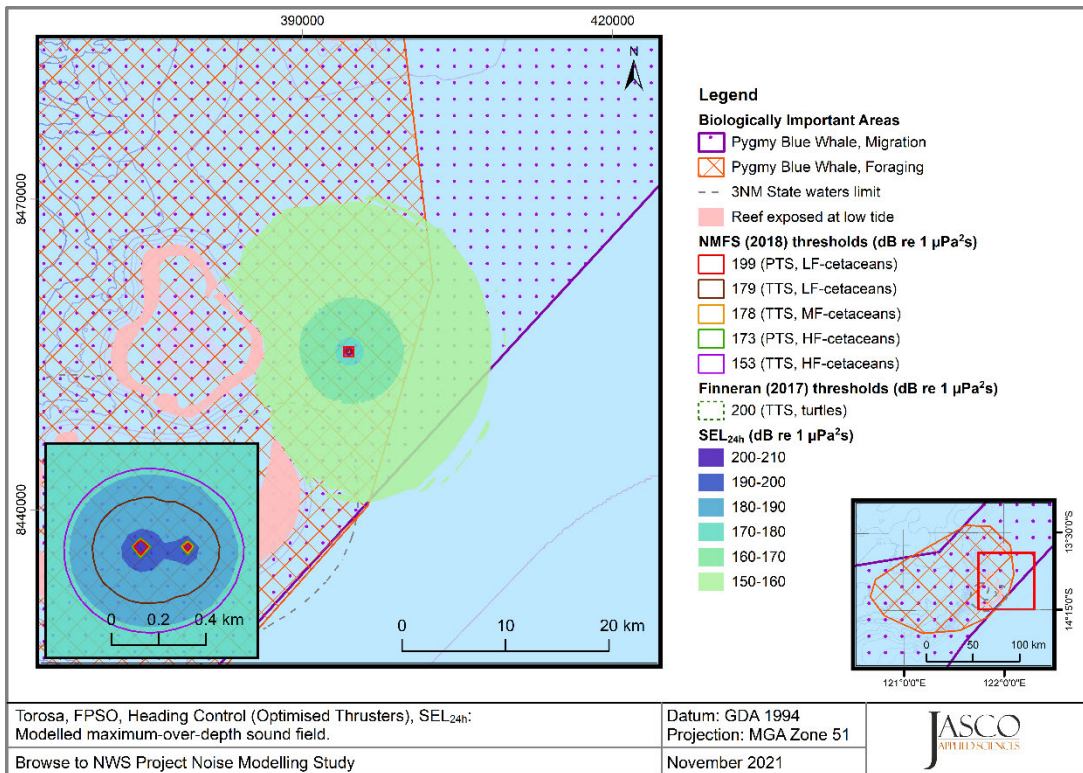 390000
420000
N
8470000
8440000
0 0.2 0.4 km
0 10 20 km
Legend
Biologically Important Areas
Pygmy Blue Whale, Migration
Pygmy Blue Whale, Foraging
3NM State waters limit
Reef exposed at low tide
NMFS (2018) thresholds (dB re 1 µPa²s)
199 (PTS, LF-cetaceans)
179 (TTS, LF-cetaceans)
178 (TTS, MF-cetaceans)
173 (PTS, HF-cetaceans)
153 (TTS, HF-cetaceans)
Finneran (2017) thresholds (dB re 1 µPa²s)
200 (TTS, turtles)
SEL₂₄ₕ (dB re 1 µPa²s)
200-210
190-200
180-190
170-180
160-170
150-160
13°30'0"S
14°15'0"S
0 50 100 km
121°0'0"E 122°0'0"E
Torosa, FPSO, Heading Control (Optimised Thrusters), SEL₂₄ₕ:
Modelled maximum-over-depth sound field.
Browse to NWS Project Noise Modelling Study
Datum: GDA 1994
Projection: MGA Zone 51
November 2021
JASCO
APPLIED SCIENCES